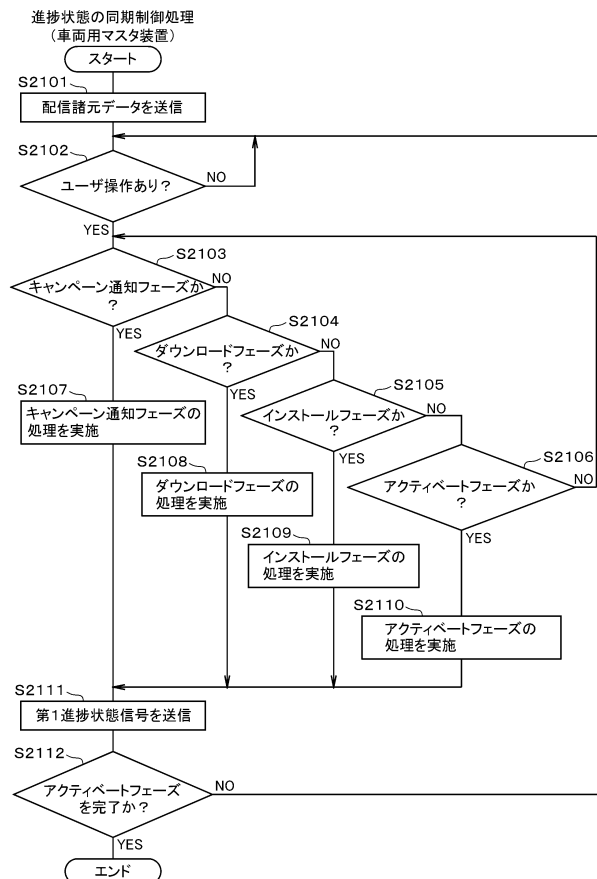 進捗状態の同期制御処理
(車両用マスタ装置)
スタート
S2101
配信諸元データを送信
S2102
ユーザ操作あり?
NO
YES
S2103
キャンペーン通知フェーズか
?
NO
YES
S2104
ダウンロードフェーズか
?
NO
YES
S2105
インストールフェーズか
?
NO
YES
S2106
アクティベートフェーズか
?
NO
YES
S2107
キャンペーン通知フェーズの
処理を実施
S2108
ダウンロードフェーズの
処理を実施
S2109
インストールフェーズの
処理を実施
S2110
アクティベートフェーズの
処理を実施
S2111
第1進捗状態信号を送信
S2112
アクティベートフェーズ
を完了か?
NO
YES
エンド